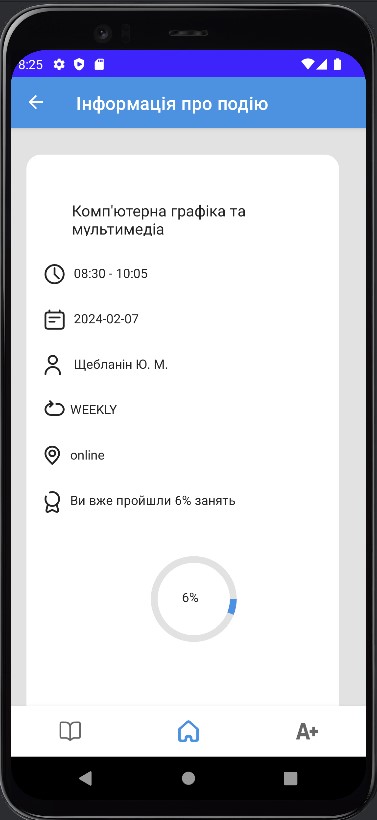 8:25
Інформація про подію
Комп'ютерна графіка та
мультимедіа
08:30 - 10:05
2024-02-07
Щебланін Ю. М.
WEEKLY
online
Ви вже пройшли 6% занять
6%
A+